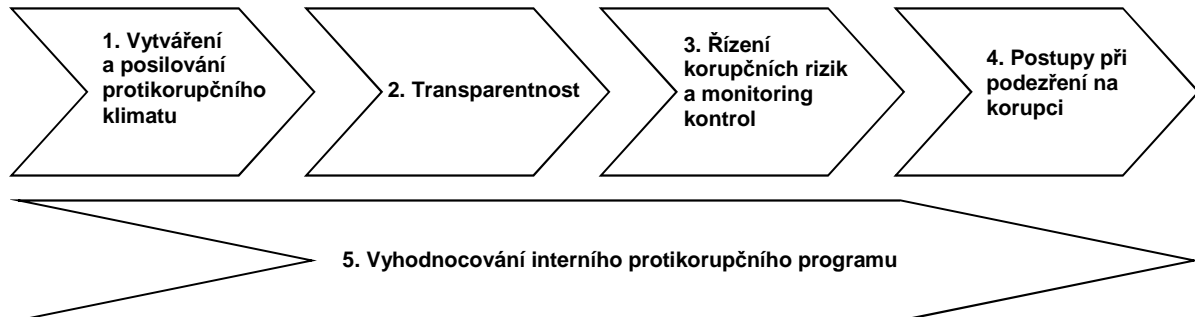 1. Vytváření
a posilování
protikorupčního
klimatu
2. Transparentnost
3. Řízení
korupčních rizik
a monitoring
kontrol
4. Postupy při
podezření na
korupci
5. Vyhodnocování interního protikorupčního programu